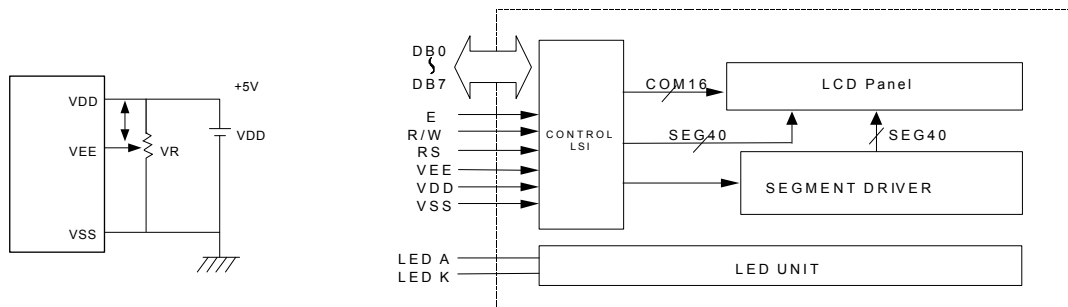 +5V
VDD
VDD
VEE
VR
VSS
DB0
DB7
E
R/W
RS
VEE
VDD
VSS
CONTROL
LSI
COM16
SEG40
LCD Panel
SEG40
SEGMENT DRIVER
LED A
LED K
LED UNIT